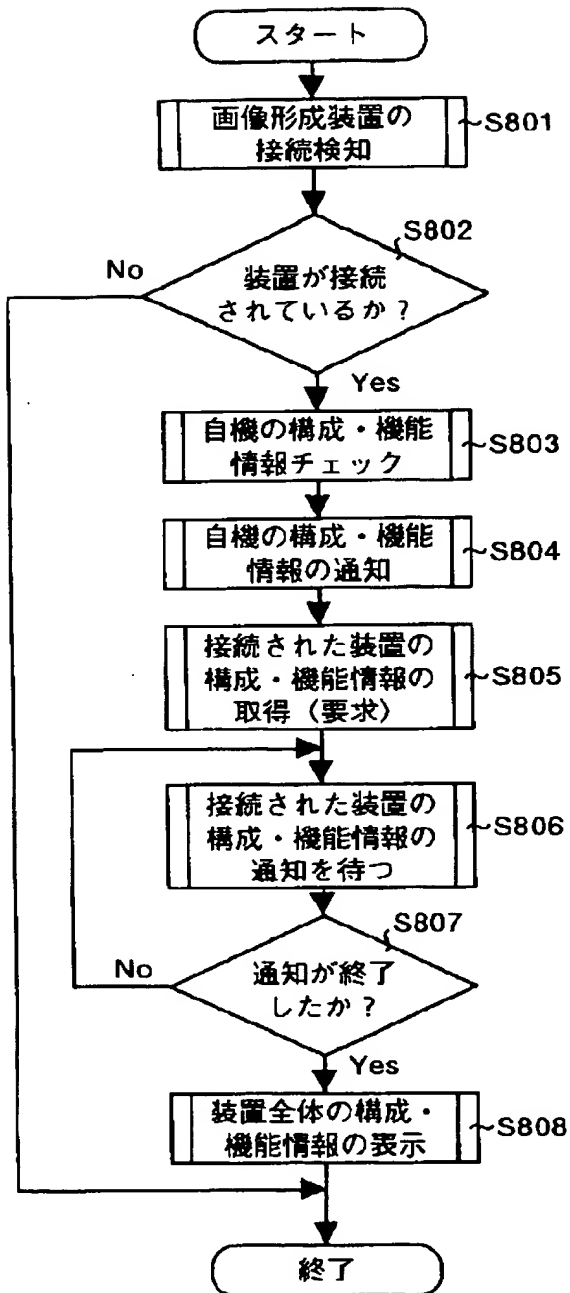 スタート
画像形成装置の
接続検知
~S801
S802
No
装置が接続
されているか?
Yes
自機の構成・機能
情報チェック
~S803
自機の構成・機能
情報の通知
~S804
接続された装置の
構成・機能情報の
取得(要求)
~S805
接続された装置の
構成・機能情報の
通知を待つ
~S806
S807
No
通知が終了
したか?
Yes
装置全体の構成・
機能情報の表示
~S808
終了